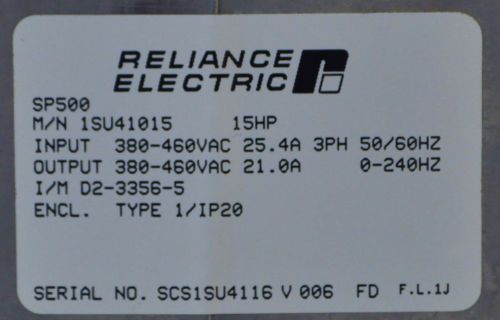 RELIANCE
ELECTRIC
SP500
M/N 1SU41015 15HP
INPUT 380-460VAC 25.4A 3PH 50/60HZ
OUTPUT 380-460VAC 21.0A 0-240HZ
I/M D2-3356-5
ENCL. TYPE 1/IP20
SERIAL NO. SCS1SU4116 V 006 FD F.L.1J